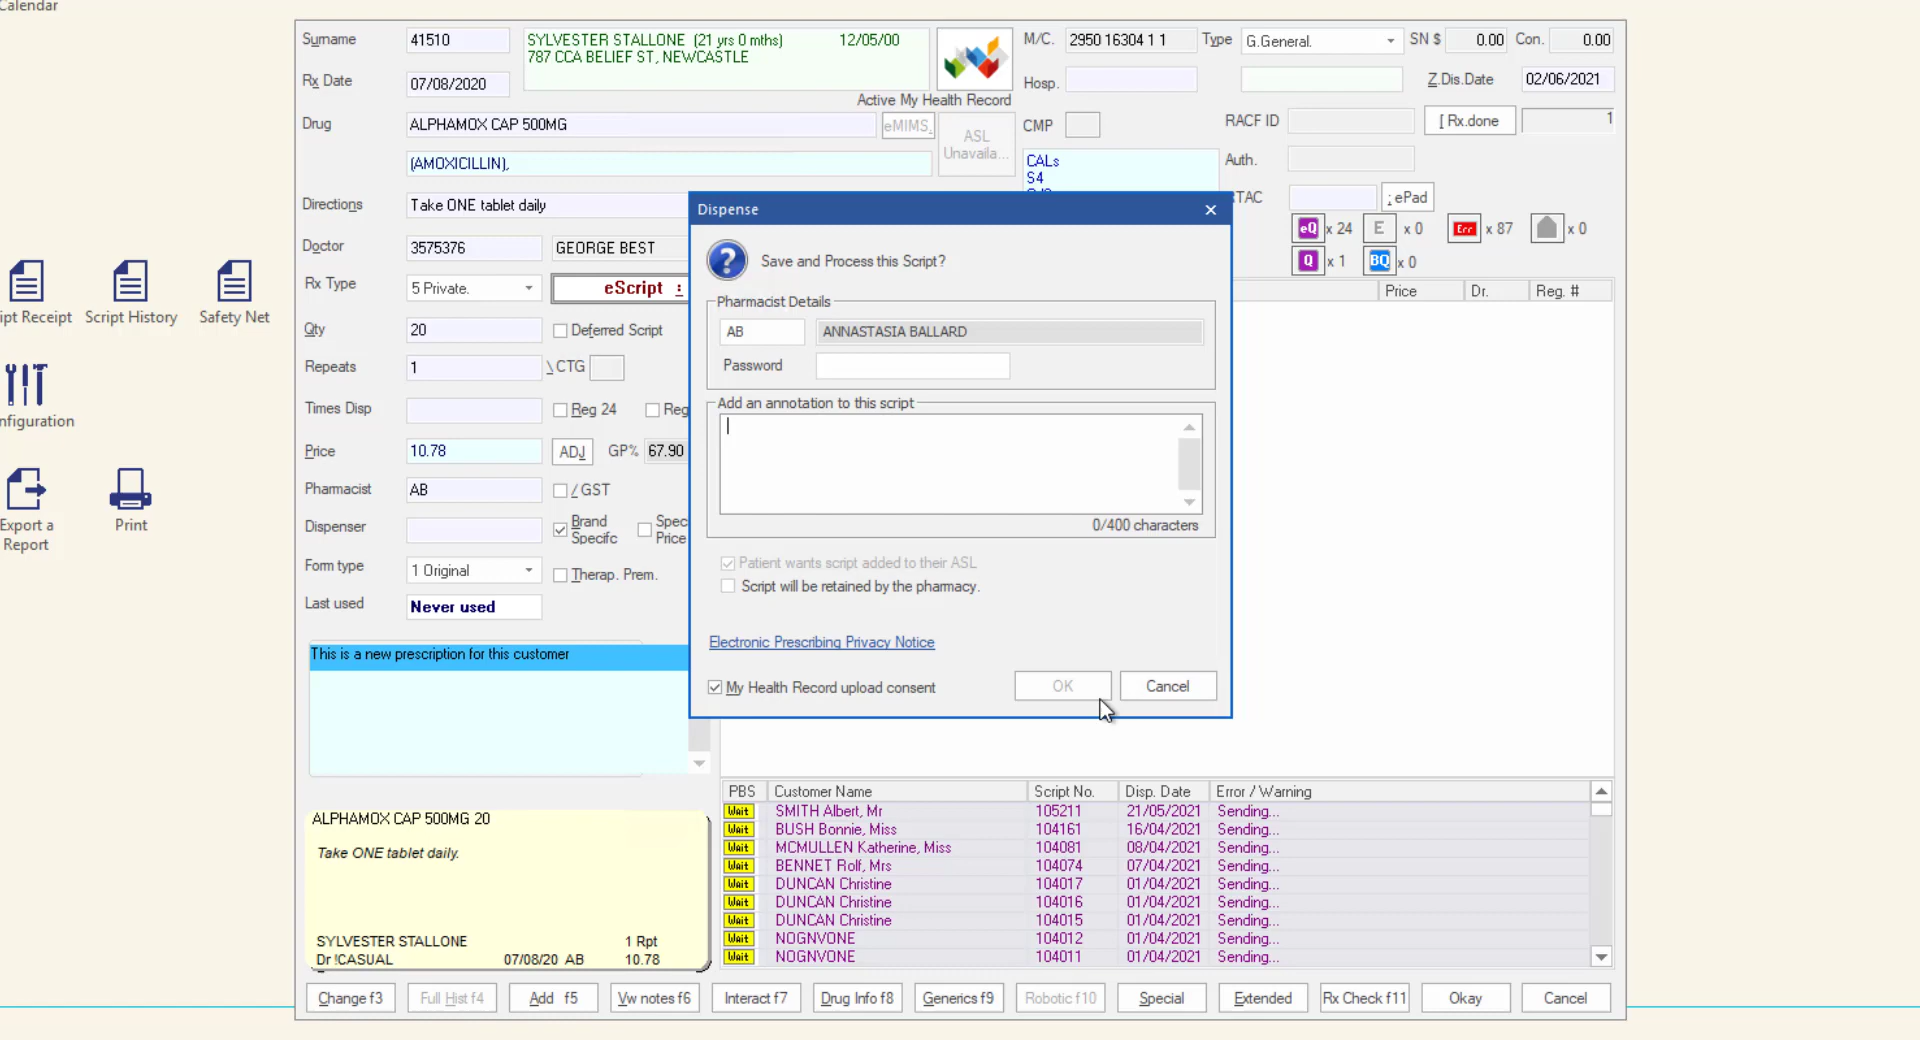 Calendar
Surname 41510 SYLVESTER STALLONE (21 yrs 0 mths) 12/05/00
787 CCA BELIEF ST, NEWCASTLE
M/C. 2950 16304 1 1 Type G.General. SN $ 0.00 Con. 0.00
Rx Date 07/08/2020
Hosp. Z.Dis.Date 02/06/2021
Active My Health Record
Drug ALPHAMOX CAP 500MG eMIMS. ASL
Unavaila...
CMP RACF ID [ Rx.done 1
(AMOXICILLIN),
CALs
S4
Auth.
Directions Take ONE tablet daily
TAC ; ePad
eQ x 24 E x 0 Err x 87 x 0
Q x 1 BQ x 0
Doctor 3575376 GEORGE BEST
Rx Type 5 Private. eScript :
Price Dr. Reg. #
Qty 20 Deferred Script
Repeats 1 \ CTG
Times Disp Reg 24 Reg
Price 10.78 ADJ GP% 67.90
Pharmacist AB / GST
Dispenser Brand
Specifc
Spec
Price
Form type 1 Original Therap. Prem.
Last used Never used
This is a new prescription for this customer
ipt Receipt Script History Safety Net
nfiguration
Export a
Report
Print
Dispense
Save and Process this Script?
Pharmacist Details
AB ANNASTASIA BALLARD
Password
Add an annotation to this script
0/400 characters
Patient wants script added to their ASL
Script will be retained by the pharmacy.
Electronic Prescribing Privacy Notice
My Health Record upload consent OK Cancel
ALPHAMOX CAP 500MG 20
Take ONE tablet daily.
SYLVESTER STALLONE 1 Rpt
Dr !CASUAL 07/08/20 AB 10.78
PBS Customer Name Script No. Disp. Date Error / Warning
Wait SMITH Albert, Mr 105211 21/05/2021 Sending...
Wait BUSH Bonnie, Miss 104161 16/04/2021 Sending...
Wait MCMULLEN Katherine, Miss 104081 08/04/2021 Sending...
Wait BENNET Rolf, Mrs 104074 07/04/2021 Sending...
Wait DUNCAN Christine 104017 01/04/2021 Sending...
Wait DUNCAN Christine 104016 01/04/2021 Sending...
Wait DUNCAN Christine 104015 01/04/2021 Sending...
Wait NOGNVONE 104012 01/04/2021 Sending...
Wait NOGNVONE 104011 01/04/2021 Sending...
Change f3 Full Hist f4 Add f5 Vw notes f6 Interact f7 Drug Info f8 Generics f9 Robotic f10 Special Extended Rx Check f11 Okay Cancel